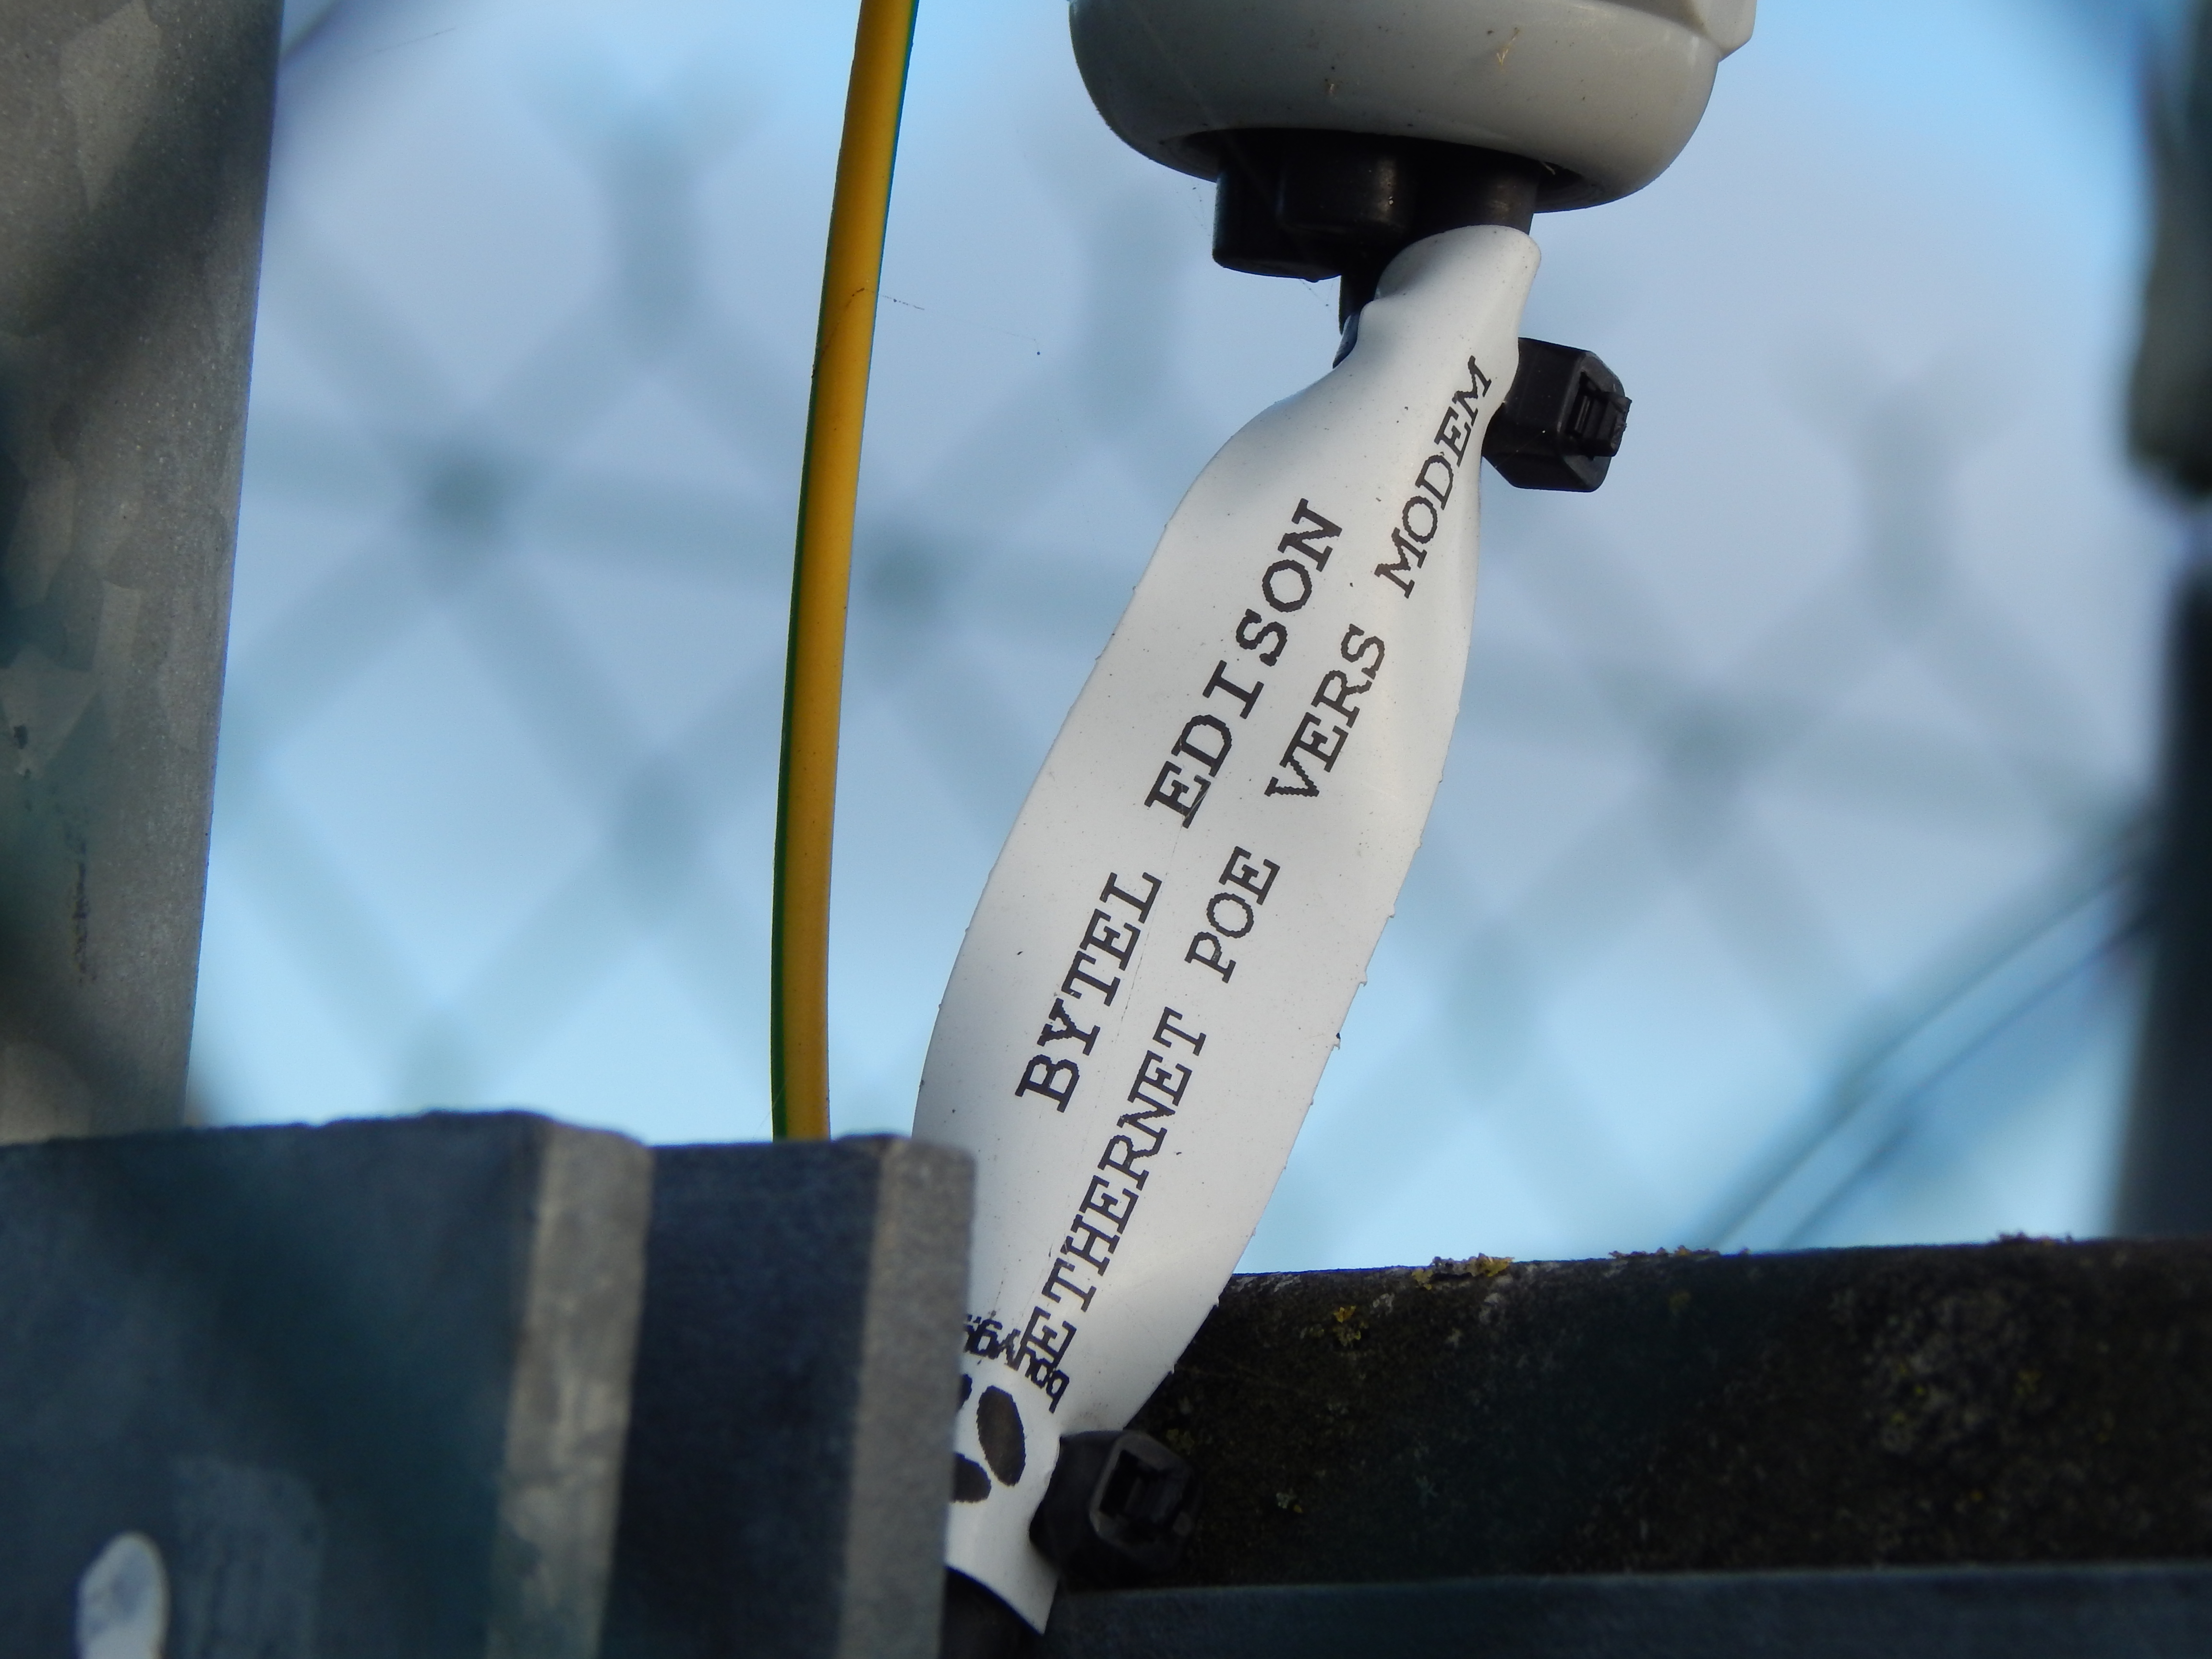 BYTEL EDISON
ETHERNET POE VERS MODEM